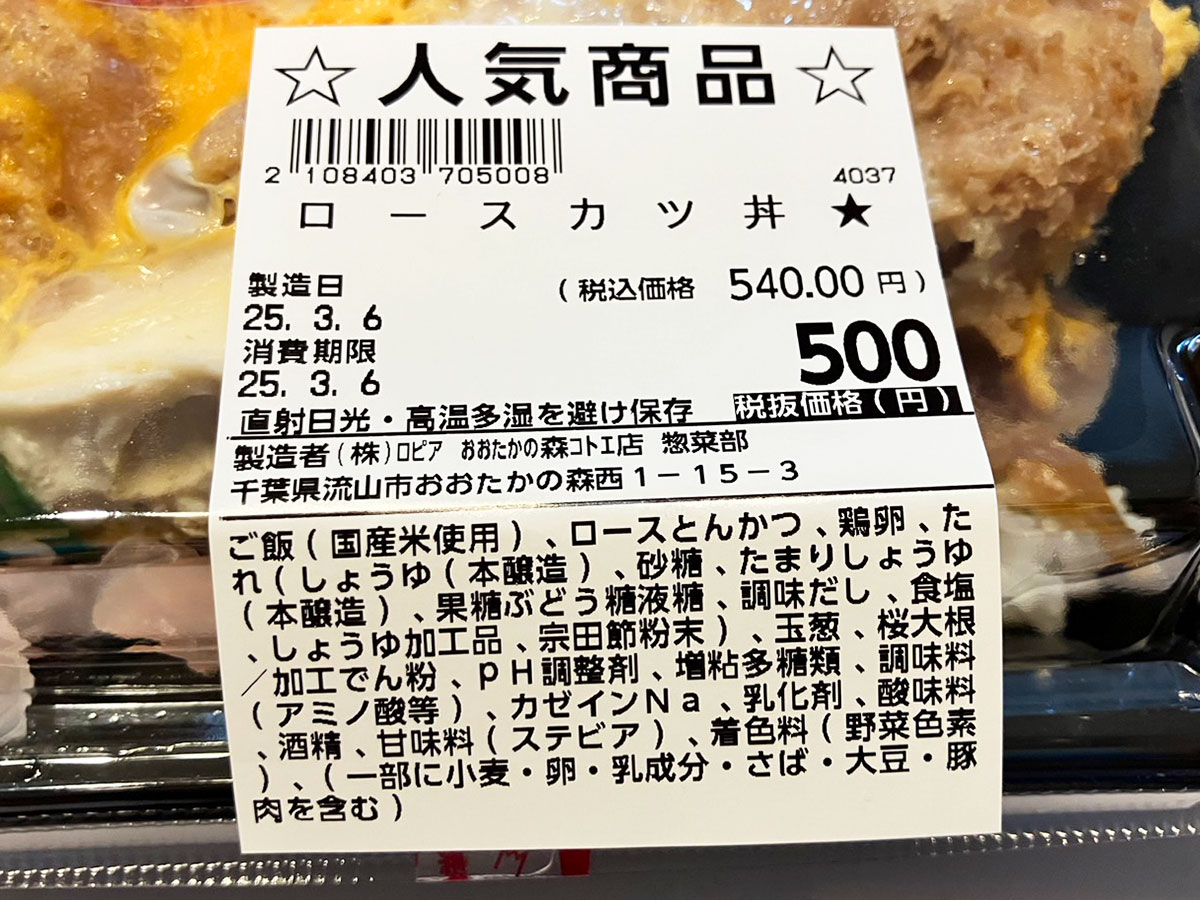 ☆人気商品☆
2 108403 705008
4037
ロースカツ丼★
製造日
(税込価格 540.00円)
25. 3. 6
消費期限
500
25. 3. 6
税抜価格(円)
直射日光・高温多湿を避け保存
製造者(株)ロピア おおたかの森コトエ店 惣菜部
千葉県流山市おおたかの森西1-15-3
ご飯(国産米使用)、ロースとんかつ、鶏卵、た
れ(しょうゆ(本醸造)、砂糖、たまりしょうゆ
(本醸造)、果糖ぶどう糖液糖、調味だし、食塩
、しょうゆ加工品、宗田節粉末)、玉葱、桜大根
/加工でん粉、pH調整剤、増粘多糖類、調味料
(アミノ酸等)、カゼインNa、乳化剤、酸味料
、酒精、甘味料(ステビア)、着色料(野菜色素
)、(一部に小麦・卵・乳成分・さば・大豆・豚
肉を含む)